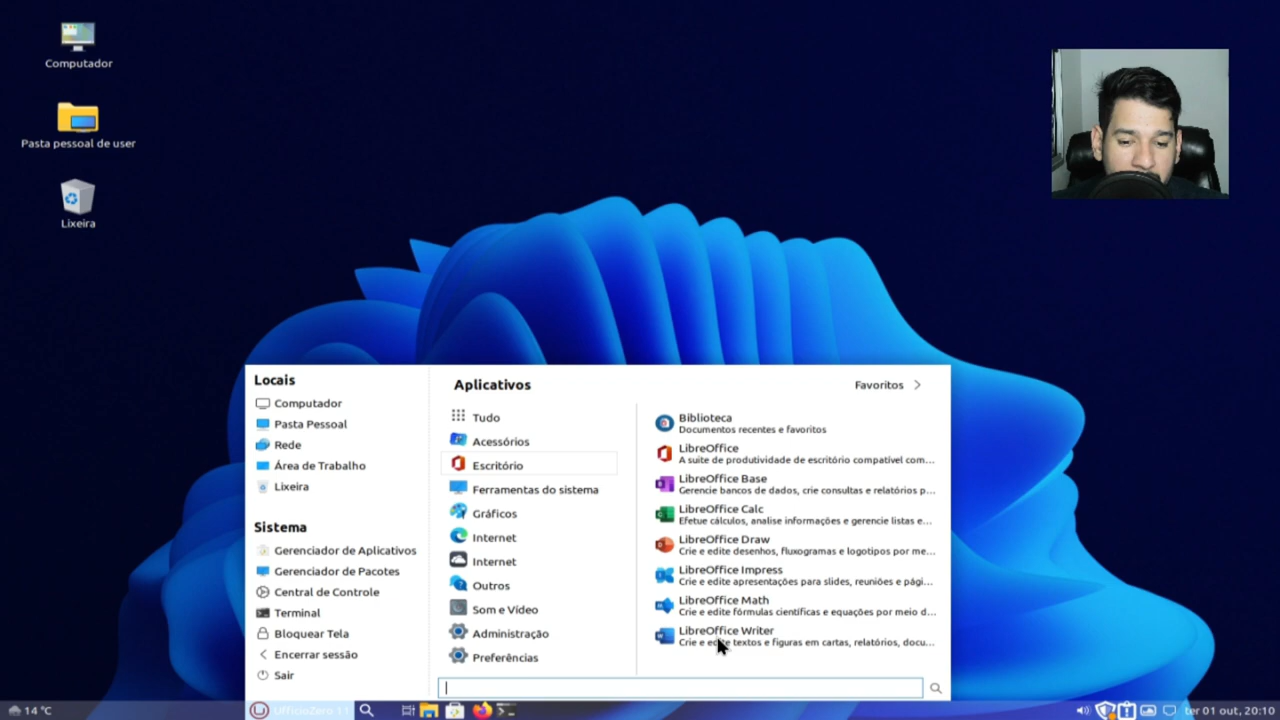 Computador
Pasta pessoal de user
Lixeira
Locais
Computador
Pasta Pessoal
Rede
Área de Trabalho
Lixeira
Sistema
Gerenciador de Aplicativos
Gerenciador de Pacotes
Central de Controle
Terminal
Bloquear Tela
Encerrar sessão
Sair
Aplicativos
Favoritos
Tudo
Acessórios
Escritório
Ferramentas do sistema
Gráficos
Internet
Internet
Outros
Som e Vídeo
Administração
Preferências
Biblioteca
Documentos recentes e favoritos
LibreOffice
A suite de produtividade de escritório compatível com...
LibreOffice Base
Gerencie bancos de dados, crie consultas e relatórios p...
LibreOffice Calc
Efetue cálculos, analise informações e gerencie listas e...
LibreOffice Draw
Crie e edite desenhos, fluxogramas e logotipos por me...
LibreOffice Impress
Crie e edite apresentações para slides, reuniões e pági...
LibreOffice Math
Crie e edite fórmulas científicas e equações por meio d...
LibreOffice Writer
Crie e edite textos e figuras em cartas, relatórios, docu...
14 °C
UfficioZero 11
ter 01 out, 20:10